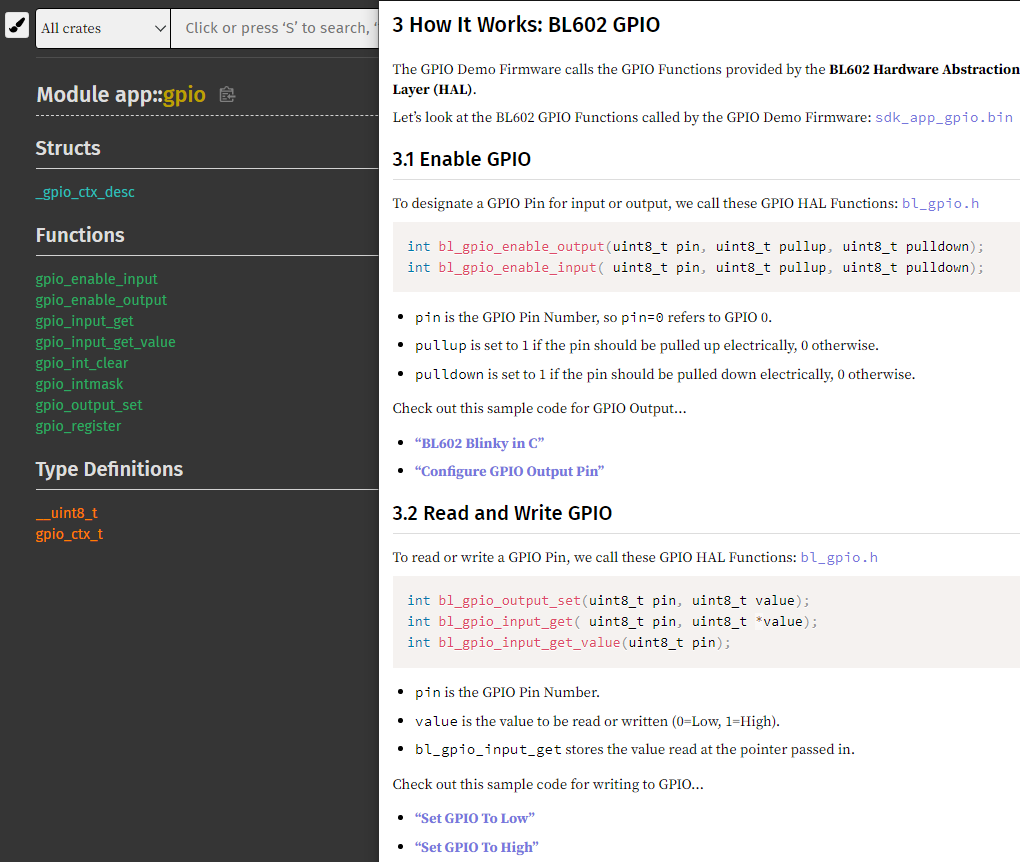 All crates
Click or press ‘S’ to search, ‘
Module app::gpio
Structs
_gpio_ctx_desc
Functions
gpio_enable_input
gpio_enable_output
gpio_input_get
gpio_input_get_value
gpio_int_clear
gpio_intmask
gpio_output_set
gpio_register
Type Definitions
__uint8_t
gpio_ctx_t
3 How It Works: BL602 GPIO
The GPIO Demo Firmware calls the GPIO Functions provided by the BL602 Hardware Abstraction
Layer (HAL).
Let’s look at the BL602 GPIO Functions called by the GPIO Demo Firmware: sdk_app_gpio.bin
3.1 Enable GPIO
To designate a GPIO Pin for input or output, we call these GPIO HAL Functions: bl_gpio.h
int bl_gpio_enable_output(uint8_t pin, uint8_t pullup, uint8_t pulldown);
int bl_gpio_enable_input( uint8_t pin, uint8_t pullup, uint8_t pulldown);
• pin is the GPIO Pin Number, so pin=0 refers to GPIO 0.
• pullup is set to 1 if the pin should be pulled up electrically, 0 otherwise.
• pulldown is set to 1 if the pin should be pulled down electrically, 0 otherwise.
Check out this sample code for GPIO Output…
• “BL602 Blinky in C”
• “Configure GPIO Output Pin”
3.2 Read and Write GPIO
To read or write a GPIO Pin, we call these GPIO HAL Functions: bl_gpio.h
int bl_gpio_output_set(uint8_t pin, uint8_t value);
int bl_gpio_input_get( uint8_t pin, uint8_t *value);
int bl_gpio_input_get_value(uint8_t pin);
• pin is the GPIO Pin Number.
• value is the value to be read or written (0=Low, 1=High).
• bl_gpio_input_get stores the value read at the pointer passed in.
Check out this sample code for writing to GPIO…
• “Set GPIO To Low”
• “Set GPIO To High”